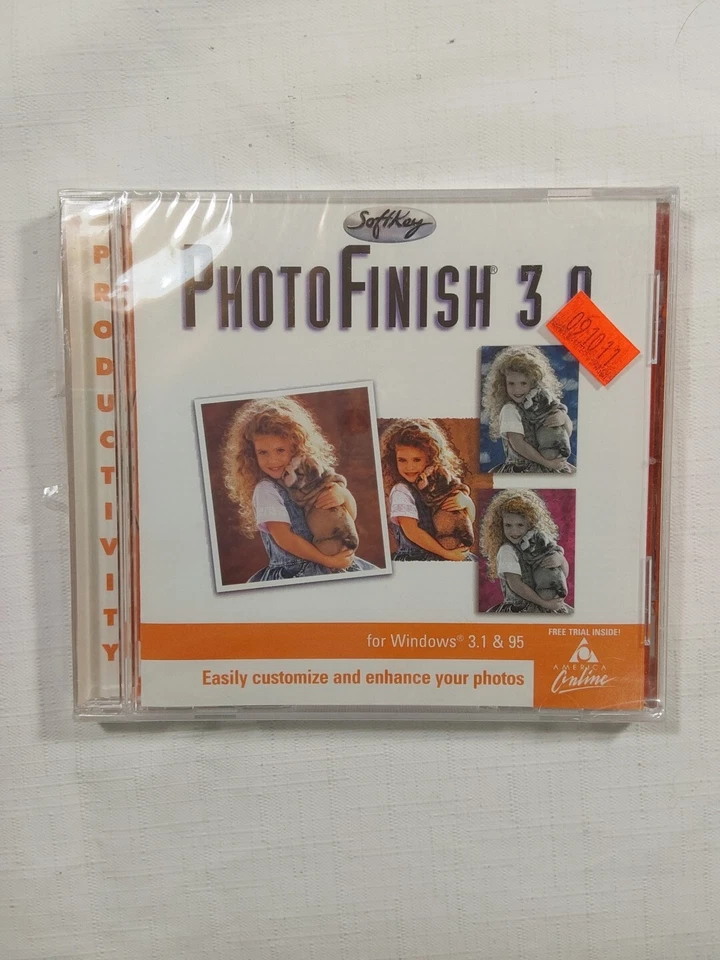 SoftKey
PHOTOFINISH® 3.0
091011
PRODUCTIVITY
for Windows® 3.1 & 95
FREE TRIAL INSIDE!
AMERICA
Online
Easily customize and enhance your photos